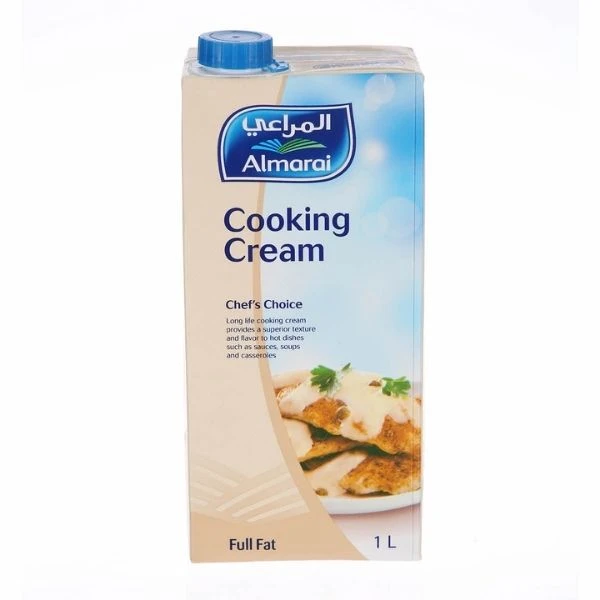 المراعي
Almarai
Cooking
Cream
Chef's Choice
Long life cooking cream
provides a superior texture
and flavor to hot dishes
such as sauces, soups
and casseroles
Full Fat
1 L